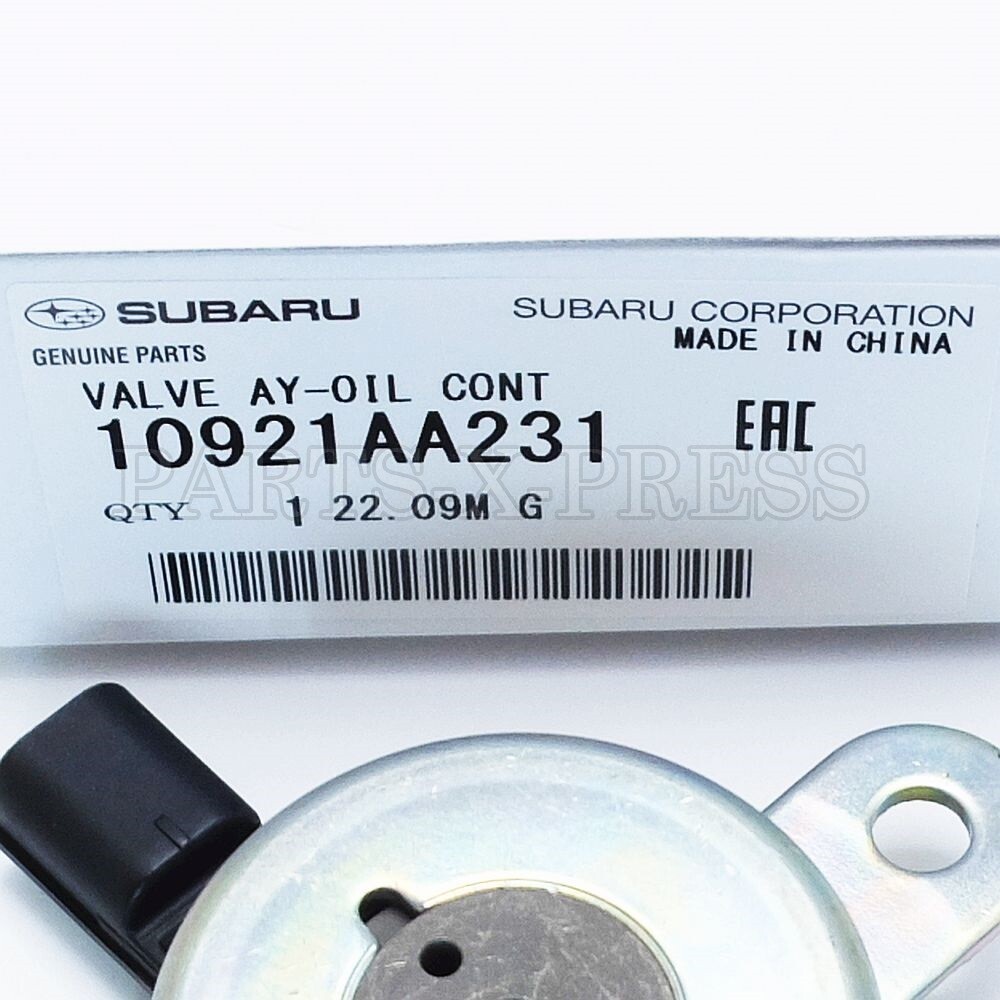 SUBARU
SUBARU CORPORATION
GENUINE PARTS
MADE IN CHINA
VALVE AY-OIL CONT
10921AA231
EAC
PARTS-X-PRESS
QTY 1 22.09M G